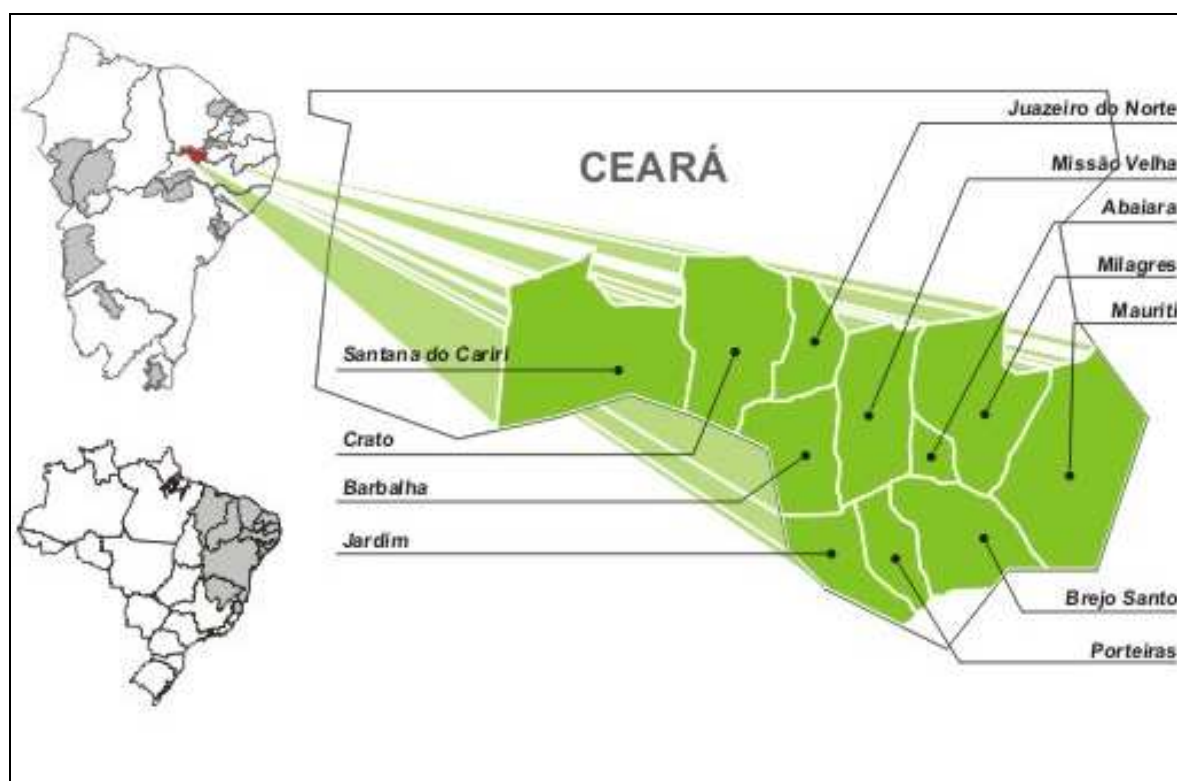 Juazeiro do Norte
CEARÁ
Missão Velha
Abaiara
Milagres
Mauriti
Santana do Cariri
Crato
Barbalha
Jardim
Brejo Santo
Porteiras